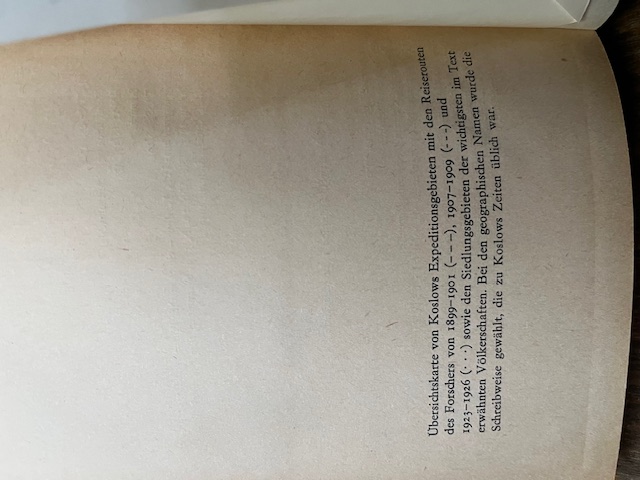 Übersichtskarte von Koslows Expeditionsgebieten mit den Reiserouten
des Forschers von 1899–1901 (– – –), 1907–1909 (- - -) und
1923–1926 (· · ·) sowie den Siedlungsgebieten der wichtigsten im Text
erwähnten Völkerschaften. Bei den geographischen Namen wurde die
Schreibweise gewählt, die zu Koslows Zeiten üblich war.